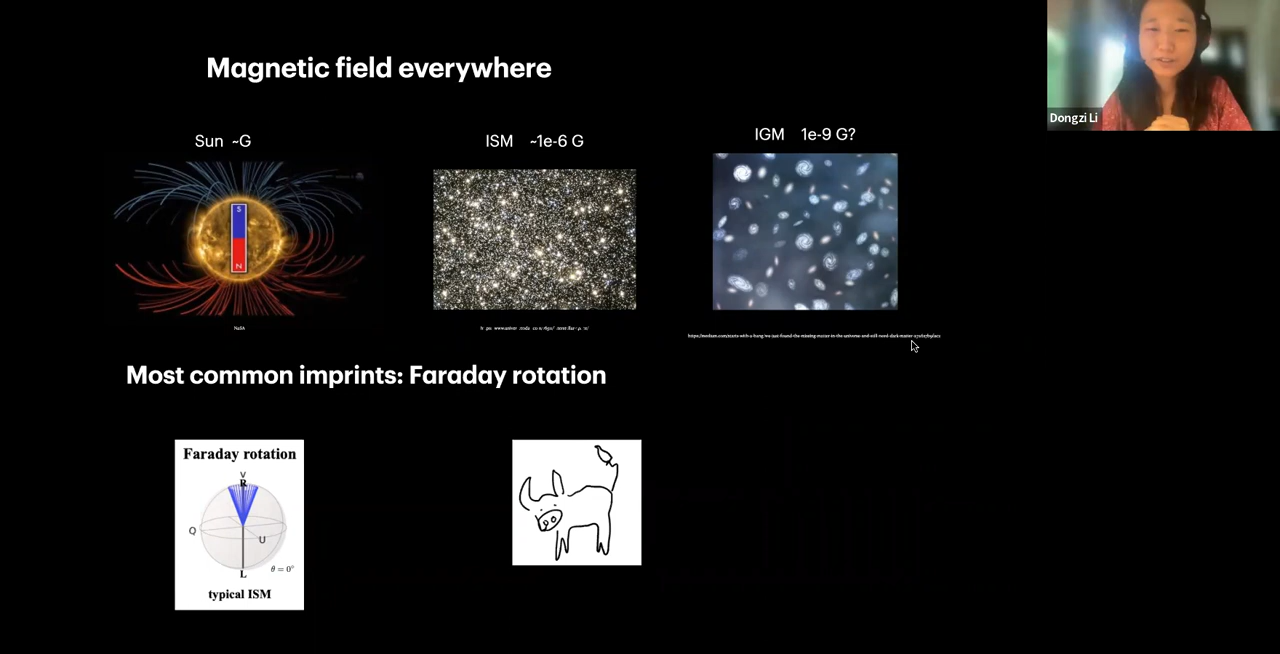 Magnetic field everywhere
Dongzi Li
Sun ~G
ISM ~1e-6 G
IGM 1e-9 G?
S
N
NASA
Most common imprints: Faraday rotation
Faraday rotation
V
R
Q
U
L
θ = 0°
typical ISM